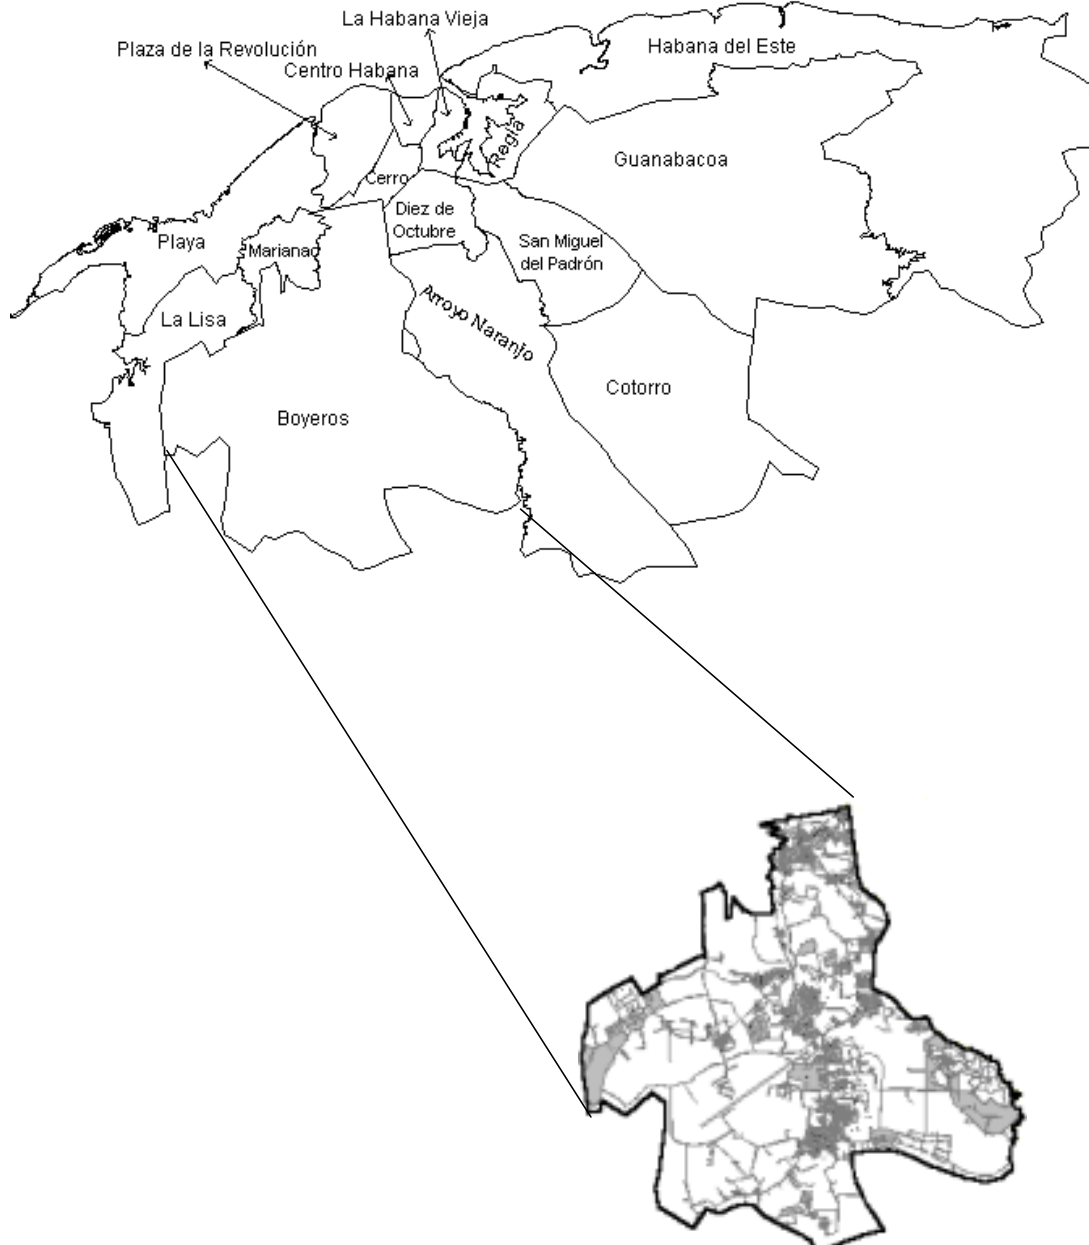 La Habana Vieja
Plaza de la Revolución
Centro Habana
Habana del Este
Regla
Guanabacoa
Cerro
Diez de
Octubre
Playa
Marianao
San Miguel
del Padrón
La Lisa
Arroyo Naranjo
Cotorro
Boyeros